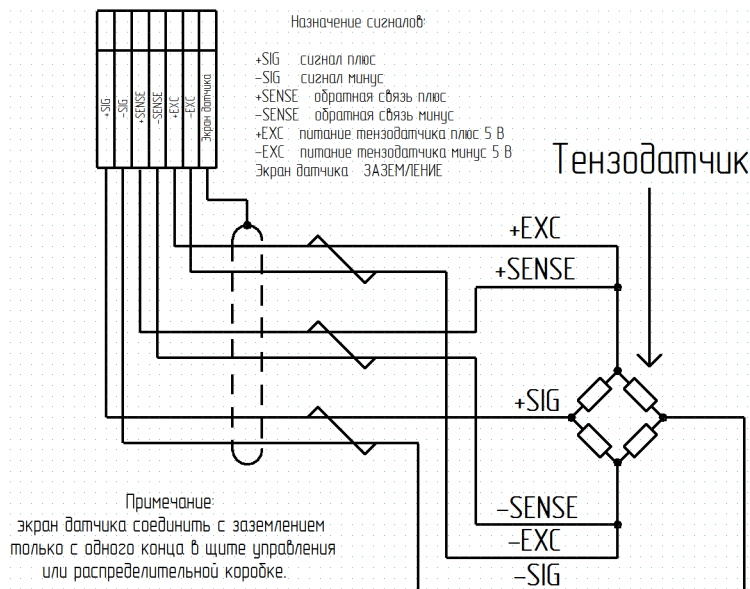 Назначение сигналов:
+SIG сигнал плюс
-SIG сигнал минус
+SENSE обратная связь плюс
-SENSE обратная связь минус
+EXC питание тензодатчика плюс 5 В
-EXC питание тензодатчика минус 5 В
Экран датчика ЗАЗЕМЛЕНИЕ
+SIG
-SIG
+SENSE
-SENSE
+EXC
-EXC
Экран датчика
Тензодатчик
+EXC
+SENSE
+SIG
-SENSE
-EXC
-SIG
Примечание:
экран датчика соединить с заземлением
только с одного конца в щите управления
или распределительной коробке.